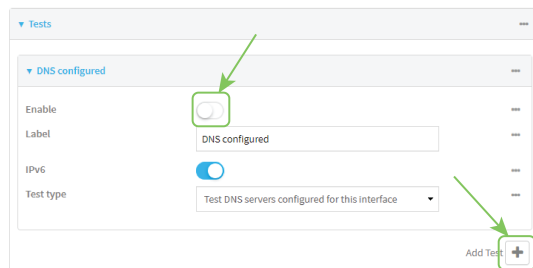 Tests
DNS configured
Enable
Label
DNS configured
IPv6
Test type
Test DNS servers configured for this interface
Add Test